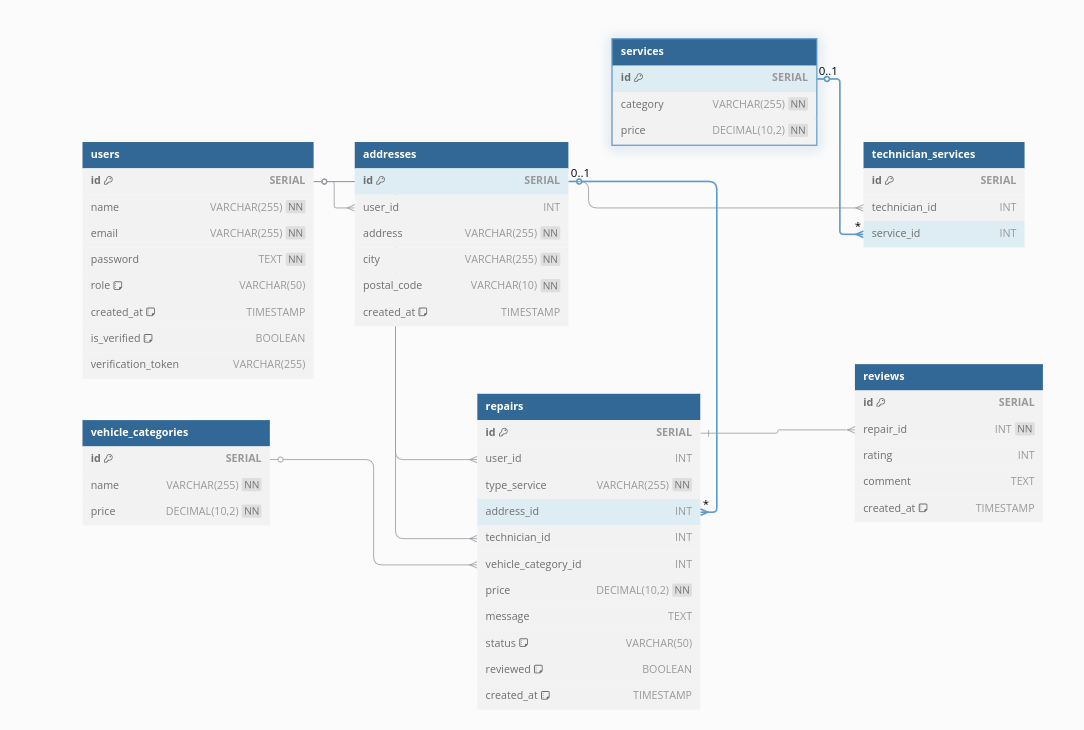 services
id SERIAL
category VARCHAR(255) NN
price DECIMAL(10,2) NN
0..1
users
id SERIAL
name VARCHAR(255) NN
email VARCHAR(255) NN
password TEXT NN
role VARCHAR(50)
created_at TIMESTAMP
is_verified BOOLEAN
verification_token VARCHAR(255)
addresses
id SERIAL
user_id INT
address VARCHAR(255) NN
city VARCHAR(255) NN
postal_code VARCHAR(10) NN
created_at TIMESTAMP
0..1
technician_services
id SERIAL
technician_id INT
* service_id INT
vehicle_categories
id SERIAL
name VARCHAR(255) NN
price DECIMAL(10,2) NN
repairs
id SERIAL
user_id INT
type_service VARCHAR(255) NN
address_id INT *
technician_id INT
vehicle_category_id INT
price DECIMAL(10,2) NN
message TEXT
status VARCHAR(50)
reviewed BOOLEAN
created_at TIMESTAMP
reviews
id SERIAL
repair_id INT NN
rating INT
comment TEXT
created_at TIMESTAMP